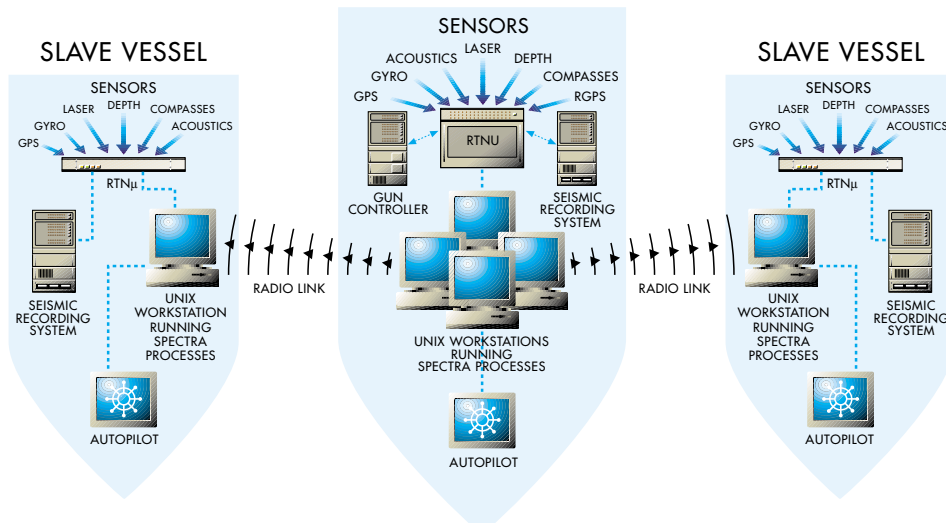 SLAVE VESSEL
SENSORS
LASER
DEPTH
COMPASSES
GYRO
ACOUSTICS
GPS
RTNμ
SEISMIC
RECORDING
SYSTEM
UNIX
WORKSTATION
RUNNING
SPECTRA
PROCESSES
AUTOPILOT
RADIO LINK
SENSORS
LASER
ACOUSTICS
DEPTH
GYRO
COMPASSES
GPS
RGPS
RTNU
GUN
CONTROLLER
SEISMIC
RECORDING
SYSTEM
UNIX WORKSTATIONS
RUNNING
SPECTRA PROCESSES
AUTOPILOT
RADIO LINK
SLAVE VESSEL
SENSORS
LASER
DEPTH
COMPASSES
GYRO
ACOUSTICS
GPS
RTNμ
UNIX
WORKSTATION
RUNNING
SPECTRA
PROCESSES
SEISMIC
RECORDING
SYSTEM
AUTOPILOT